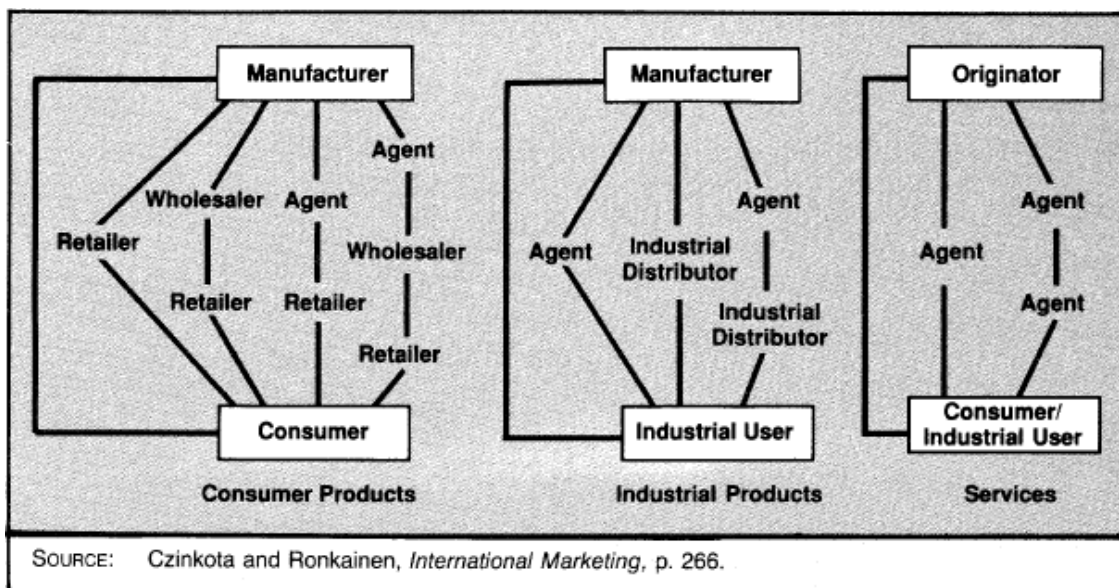 Manufacturer
Agent
Wholesaler
Agent
Retailer
Wholesaler
Retailer
Retailer
Retailer
Consumer
Consumer Products
Manufacturer
Agent
Agent
Industrial
Distributor
Industrial
Distributor
Industrial User
Industrial Products
Originator
Agent
Agent
Agent
Consumer/
Industrial User
Services
SOURCE: Czinkota and Ronkainen, International Marketing, p. 266.